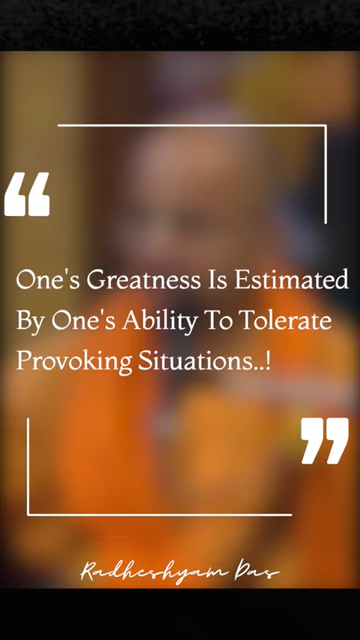 “
One's Greatness Is Estimated
By One's Ability To Tolerate
Provoking Situations..!
”
Radheshyam Das